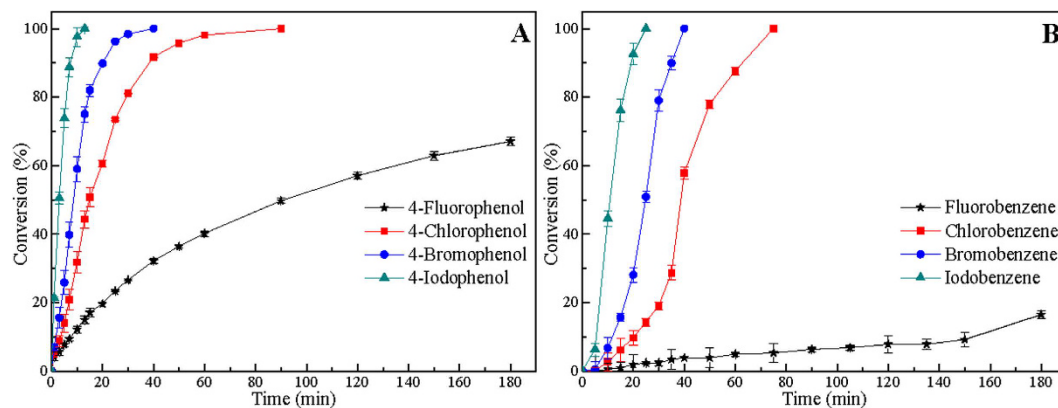 A
100
80
60
40
20
0
Conversion (%)
4-Fluorophenol
4-Chlorophenol
4-Bromophenol
4-Iodophenol
0 20 40 60 80 100 120 140 160 180
Time (min)
B
100
80
60
40
20
0
Conversion (%)
Fluorobenzene
Chlorobenzene
Bromobenzene
Iodobenzene
0 20 40 60 80 100 120 140 160 180
Time (min)